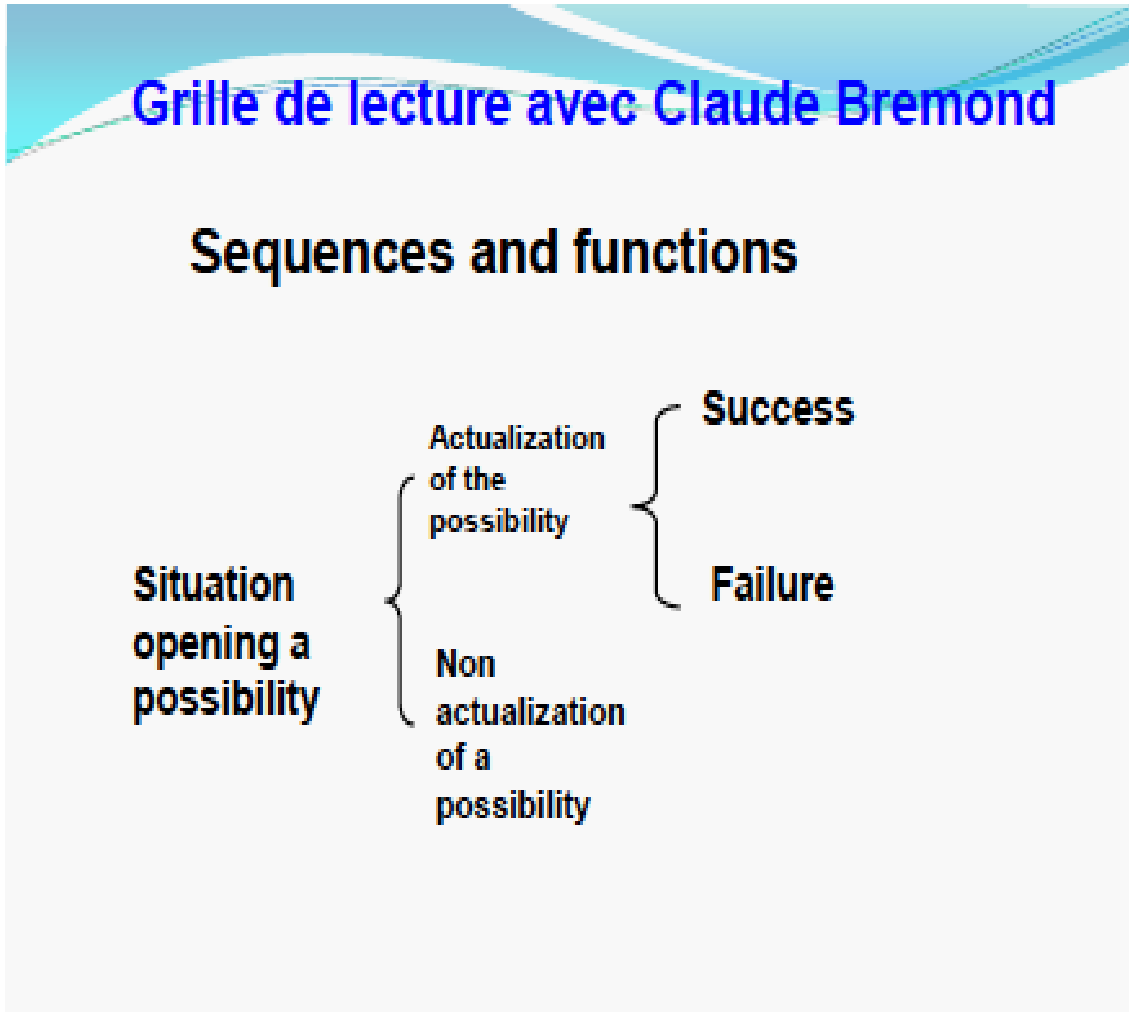 Grille de lecture avec Claude Bremond
Sequences and functions
Situation
opening a
possibility
Actualization
of the
possibility
Non
actualization
of a
possibility
Success
Failure